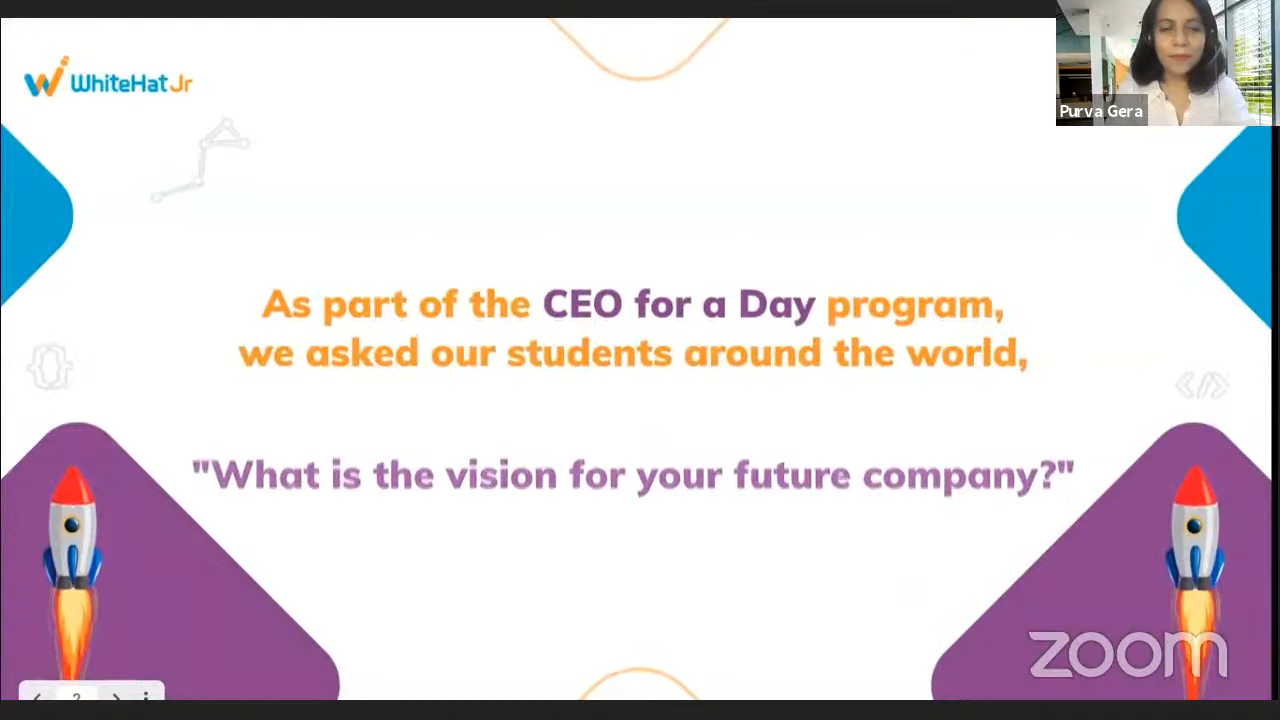 WhiteHat Jr
Purva Gera
As part of the CEO for a Day program,
we asked our students around the world,
"What is the vision for your future company?"
</>
{}
zoom